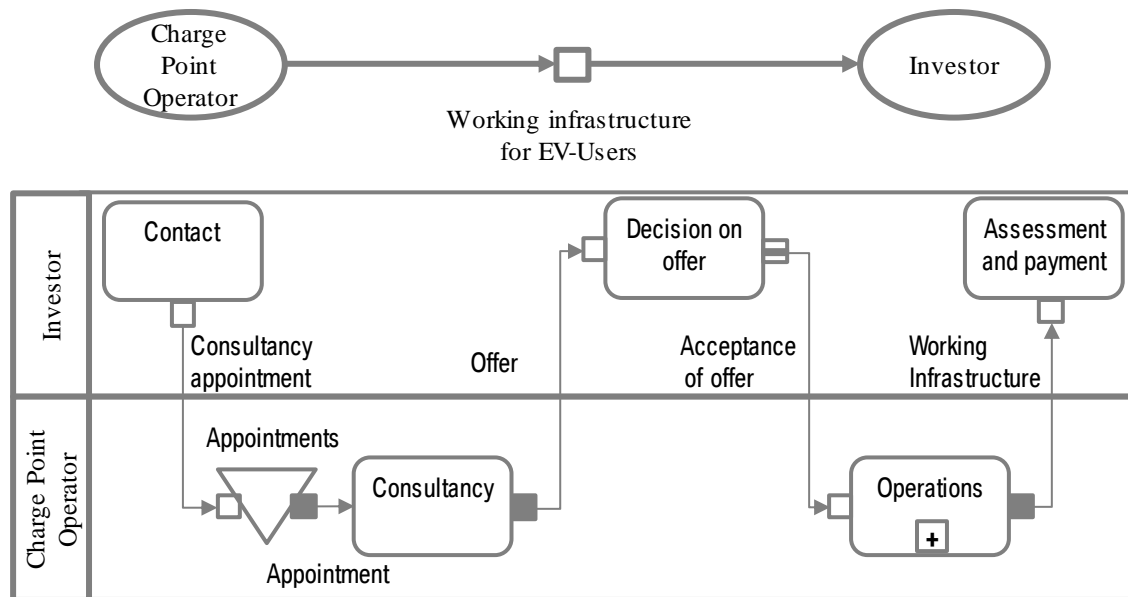 Charge
Point
Operator
Investor
Working infrastructure
for EV-Users
Investor
Contact
Decision on
offer
Assessment
and payment
Consultancy
appointment
Offer
Acceptance
of offer
Working
Infrastructure
Charge Point
Operator
Appointments
Consultancy
Operations
+
Appointment